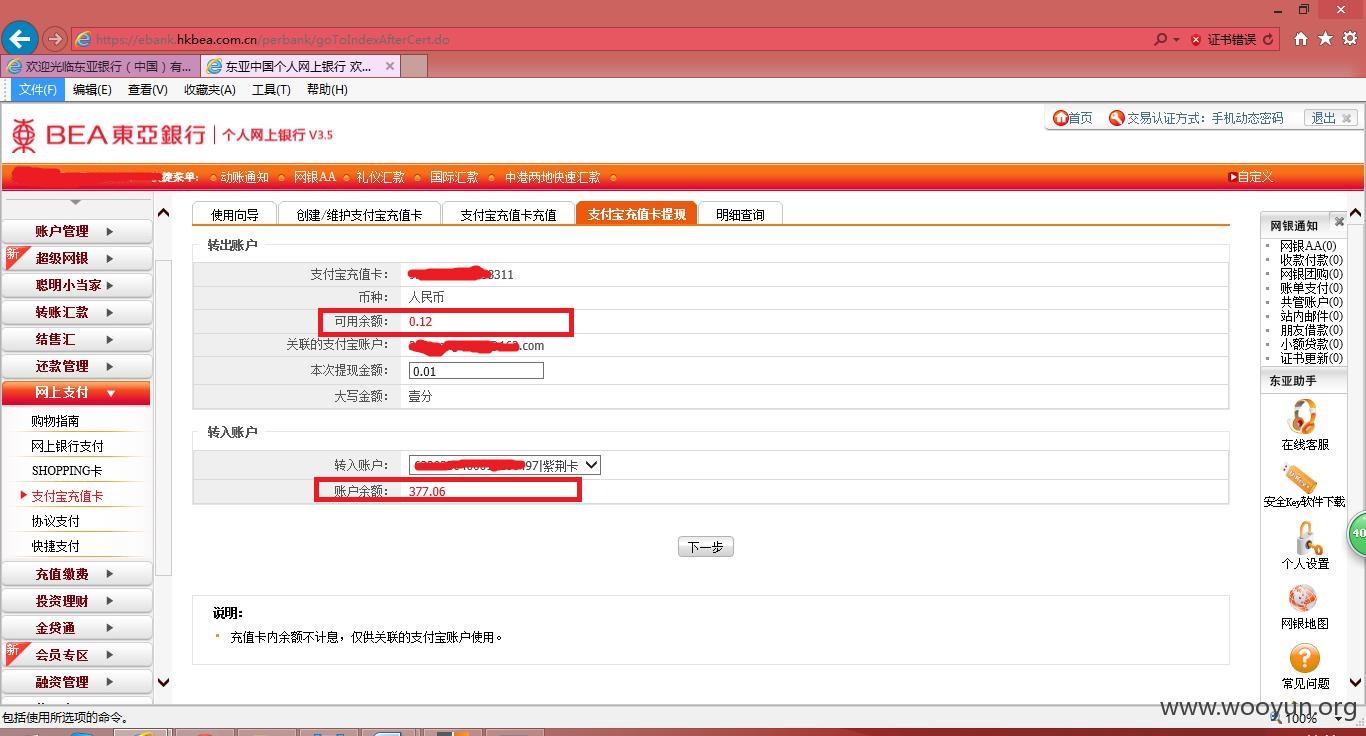 https://ebank.hkbea.com.cn/perbank/goToIndexAfterCert.do
证书错误
欢迎光临东亚银行（中国）有...
东亚中国个人网上银行 欢...
文件(F) 编辑(E) 查看(V) 收藏夹(A) 工具(T) 帮助(H)
BEA東亞銀行 个人网上银行 V3.5
首页 交易认证方式：手机动态密码 退出
捷菜单： 动账通知 网银AA 礼仪汇款 国际汇款 中港两地快速汇款
自定义
账户管理
新
超级网银
聪明小当家
转账汇款
结售汇
还款管理
网上支付
购物指南
网上银行支付
SHOPPING卡
支付宝充值卡
协议支付
快捷支付
充值缴费
投资理财
金贷通
新
会员专区
融资管理
使用向导 创建/维护支付宝充值卡 支付宝充值卡充值 支付宝充值卡提现 明细查询
转出账户
支付宝充值卡： 3311
币种： 人民币
可用余额： 0.12
关联的支付宝账户： .com
本次提现金额： 0.01
大写金额： 壹分
转入账户
转入账户： 497|紫荆卡
账户余额： 377.06
下一步
说明：
充值卡内余额不计息，仅供关联的支付宝账户使用。
网银通知
网银AA(0)
收款付款(0)
网银团购(0)
账单支付(0)
共管账户(0)
站内邮件(0)
朋友借款(0)
小额贷款(0)
证书更新(0)
东亚助手
在线客服
安全Key软件下载
40
个人设置
网银地图
常见问题
包括使用所选项的命令。
www.wooyun.org
100%